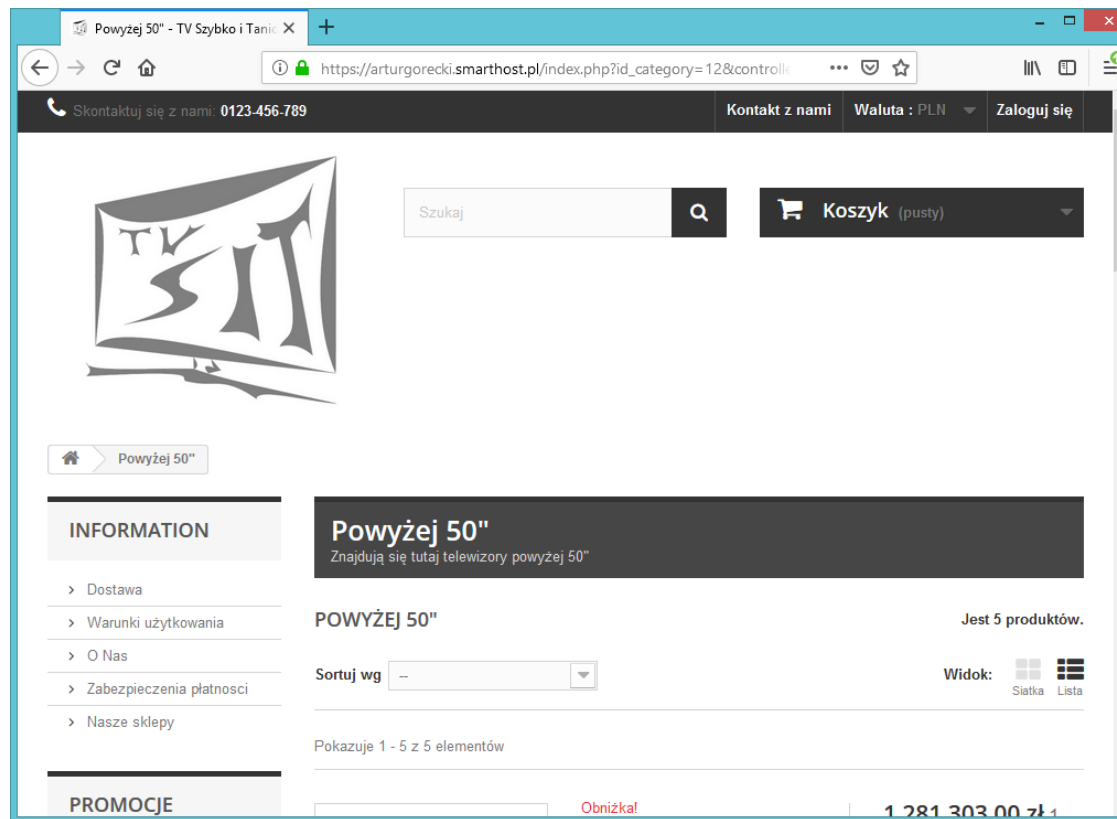 Powyżej 50" - TV Szybko i Tanic
https://arturgorecki.smarthost.pl/index.php?id_category=12&controlle
Skontaktuj się z nami: 0123-456-789
Kontakt z nami
Waluta : PLN
Zaloguj się
TV
SIT
Szukaj
Koszyk (pusty)
Powyżej 50"
INFORMATION
Dostawa
Warunki użytkowania
O Nas
Zabezpieczenia płatnosci
Nasze sklepy
PROMOCJE
Powyżej 50"
Znajdują się tutaj telewizory powyżej 50"
POWYŻEJ 50"
Jest 5 produktów.
Sortuj wg --
Widok:
Siatka Lista
Pokazuje 1 - 5 z 5 elementów
Obniżka!
1 281 303,00 zł